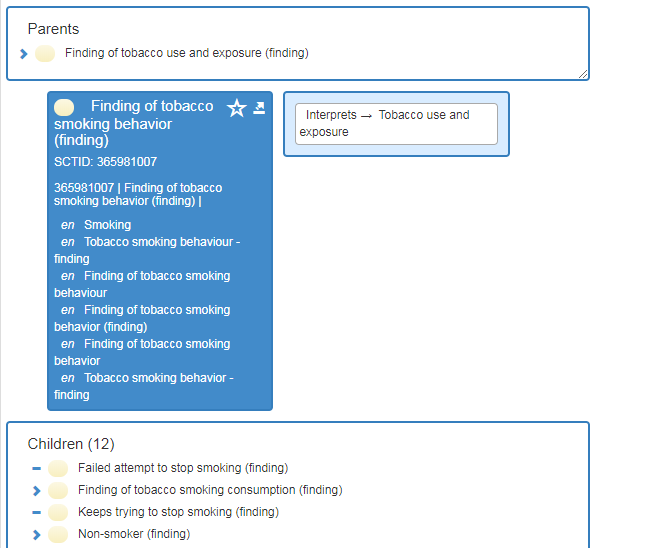 Parents
Finding of tobacco use and exposure (finding)
Finding of tobacco
smoking behavior
(finding)
SCTID: 365981007
365981007 | Finding of tobacco
smoking behavior (finding) |
en Smoking
en Tobacco smoking behaviour -
finding
en Finding of tobacco smoking
behaviour
en Finding of tobacco smoking
behavior (finding)
en Finding of tobacco smoking
behavior
en Tobacco smoking behavior -
finding
Interprets → Tobacco use and
exposure
Children (12)
Failed attempt to stop smoking (finding)
Finding of tobacco smoking consumption (finding)
Keeps trying to stop smoking (finding)
Non-smoker (finding)